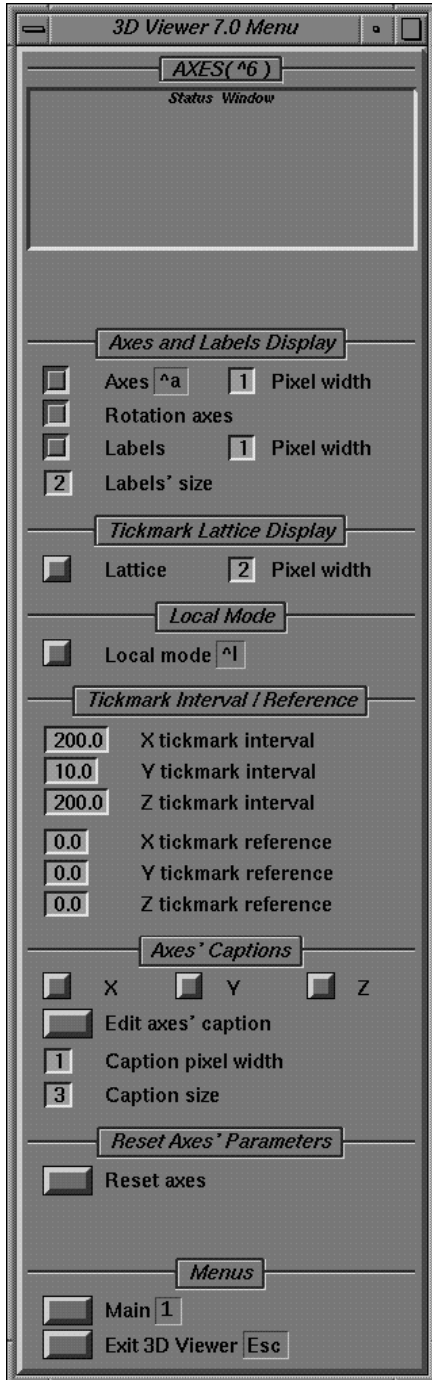 3D Viewer 7.0 Menu
AXES( ^6 )
Status Window
Axes and Labels Display
Axes ^a 1 Pixel width
Rotation axes
Labels 1 Pixel width
2 Labels' size
Tickmark Lattice Display
Lattice 2 Pixel width
Local Mode
Local mode ^l
Tickmark Interval / Reference
200.0 X tickmark interval
10.0 Y tickmark interval
200.0 Z tickmark interval
0.0 X tickmark reference
0.0 Y tickmark reference
0.0 Z tickmark reference
Axes' Captions
X Y Z
Edit axes' caption
1 Caption pixel width
3 Caption size
Reset Axes' Parameters
Reset axes
Menus
Main 1
Exit 3D Viewer Esc